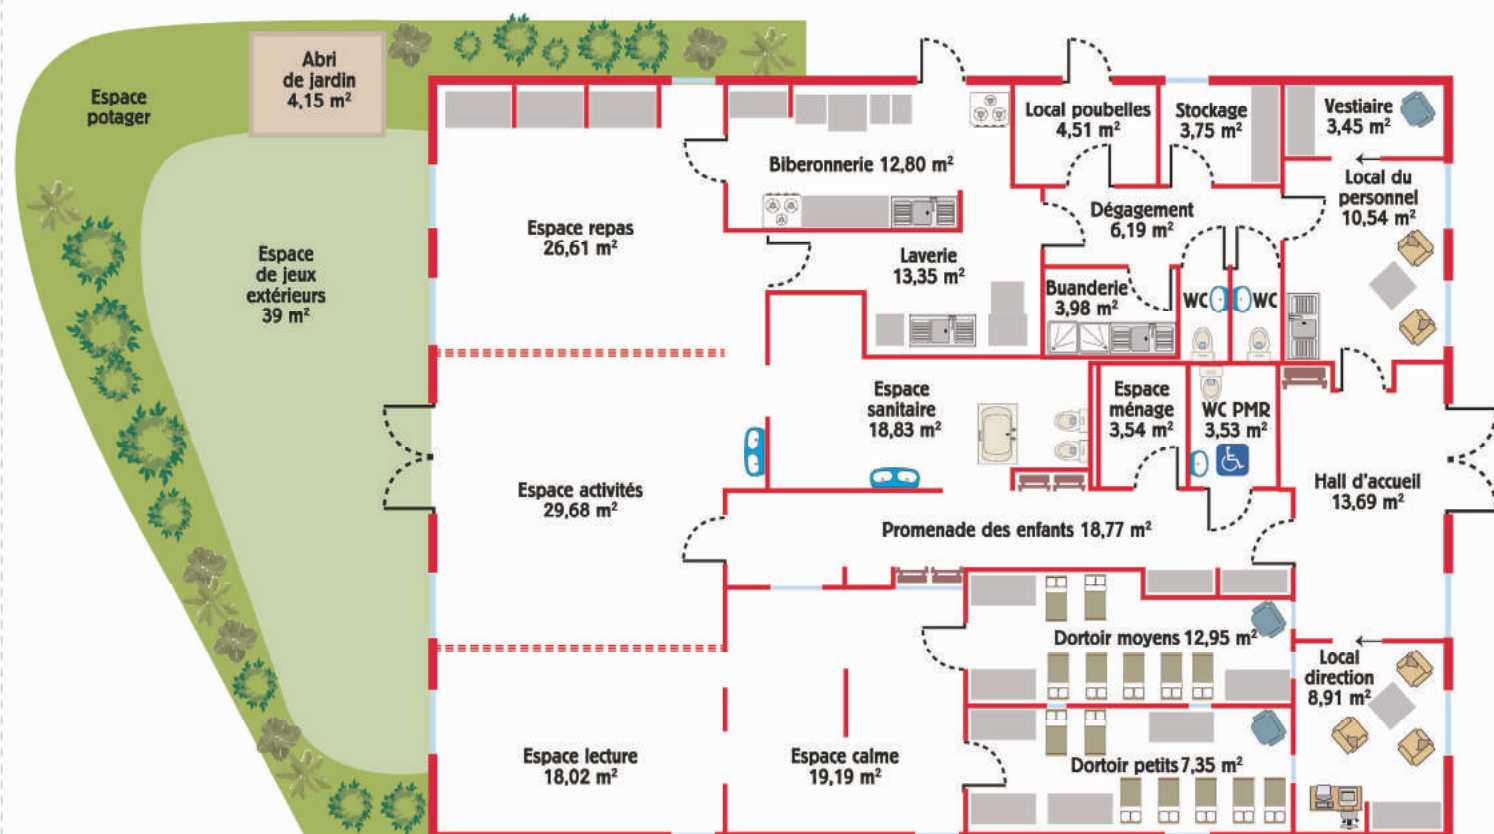 Abri
de jardin
4,15 m²
Espace
potager
Local poubelles
4,51 m²
Stockage
3,75 m²
Vestiaire
3,45 m²
Biberonnerie 12,80 m²
Local du
personnel
10,54 m²
Espace repas
26,61 m²
Dégagement
6,19 m²
Espace
de jeux
extérieurs
39 m²
Laverie
13,35 m²
Buanderie
3,98 m²
WC
WC
Espace
sanitaire
18,83 m²
Espace
ménage
3,54 m²
WC PMR
3,53 m²
Espace activités
29,68 m²
Hall d'accueil
13,69 m²
Promenade des enfants 18,77 m²
Dortoir moyens 12,95 m²
Local
direction
8,91 m²
Espace lecture
18,02 m²
Espace calme
19,19 m²
Dortoir petits 7,35 m²